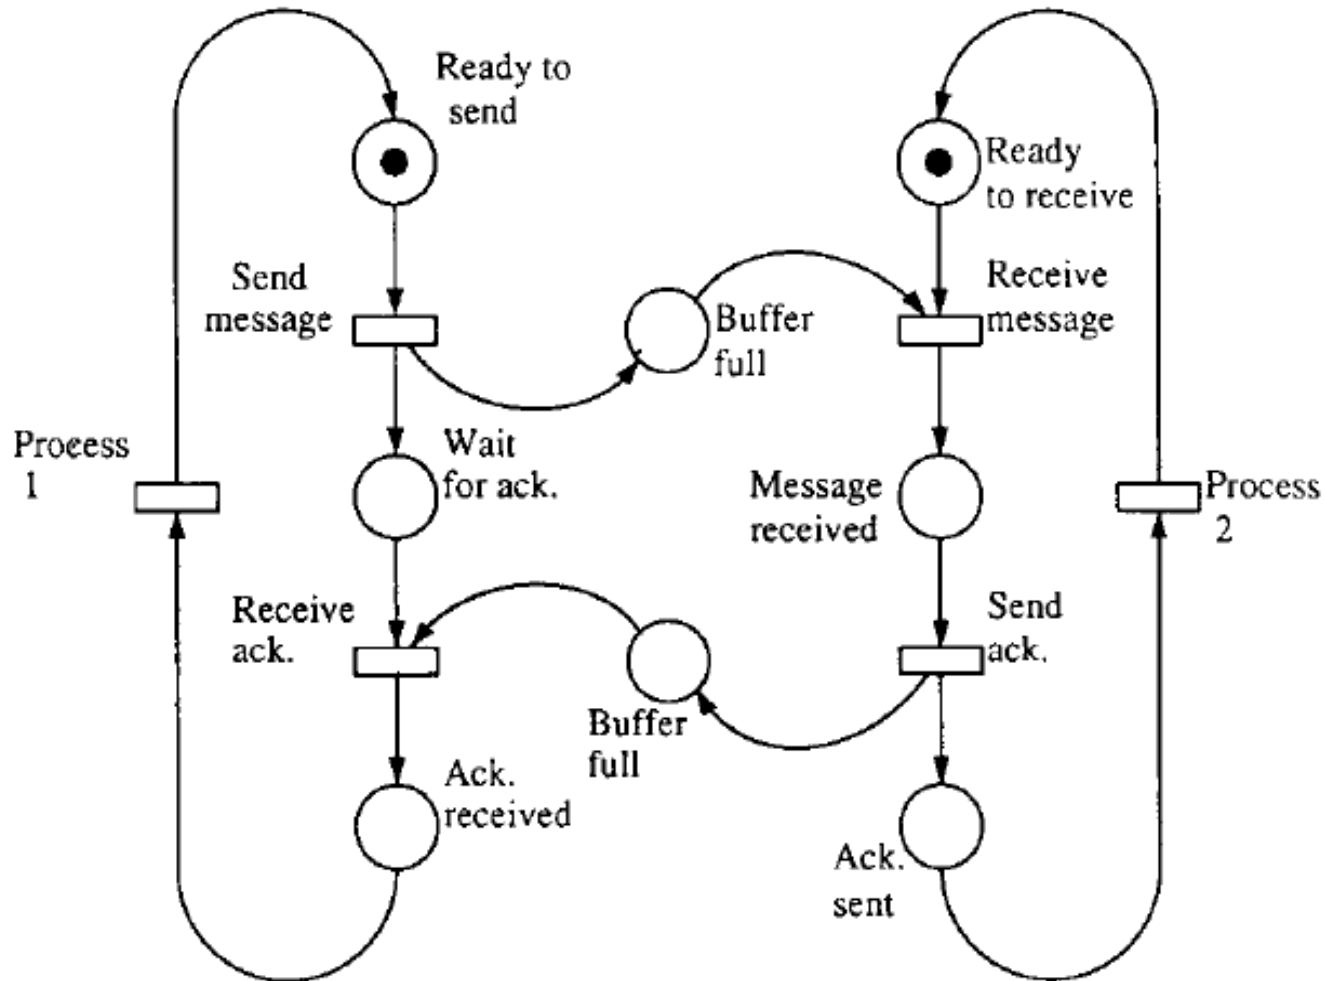 Ready to
send
Ready
to receive
Send
message
Buffer
full
Receive
message
Process
1
Wait
for ack.
Message
received
Process
2
Receive
ack.
Buffer
full
Send
ack.
Ack.
received
Ack.
sent